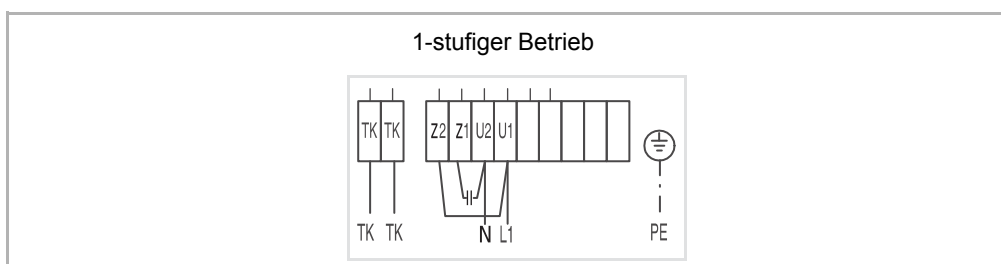 1-stufiger Betrieb
TK TK Z2 Z1 U2 U1
TK TK N L1 PE